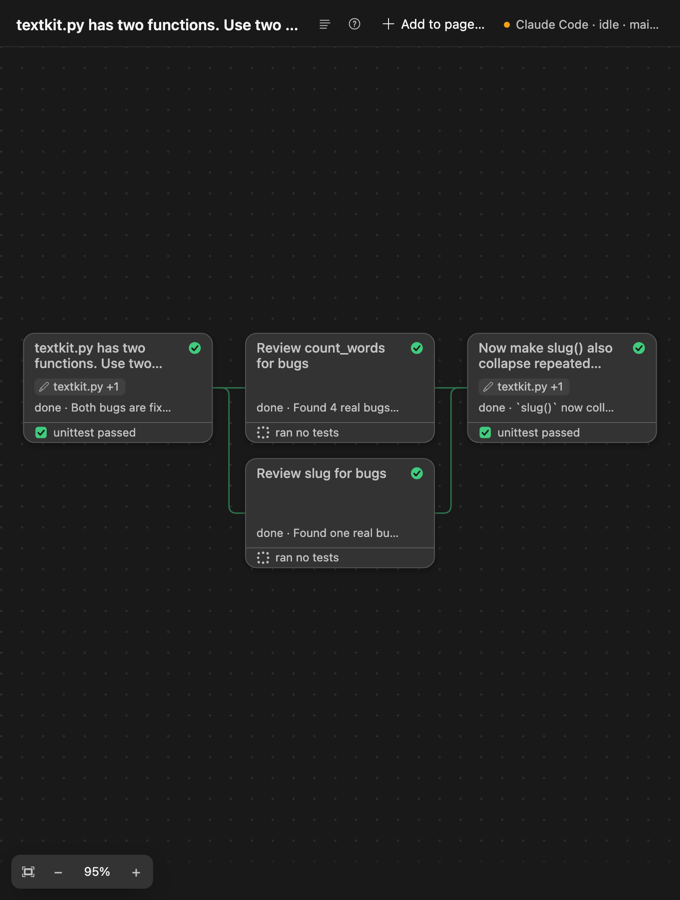 textkit.py has two functions. Use two ...
Add to page...
Claude Code · idle · mai...
textkit.py has two
functions. Use two...
textkit.py +1
done · Both bugs are fix...
unittest passed
Review count_words
for bugs
done · Found 4 real bugs...
ran no tests
Review slug for bugs
done · Found one real bu...
ran no tests
Now make slug() also
collapse repeated...
textkit.py +1
done · `slug()` now coll...
unittest passed
95%